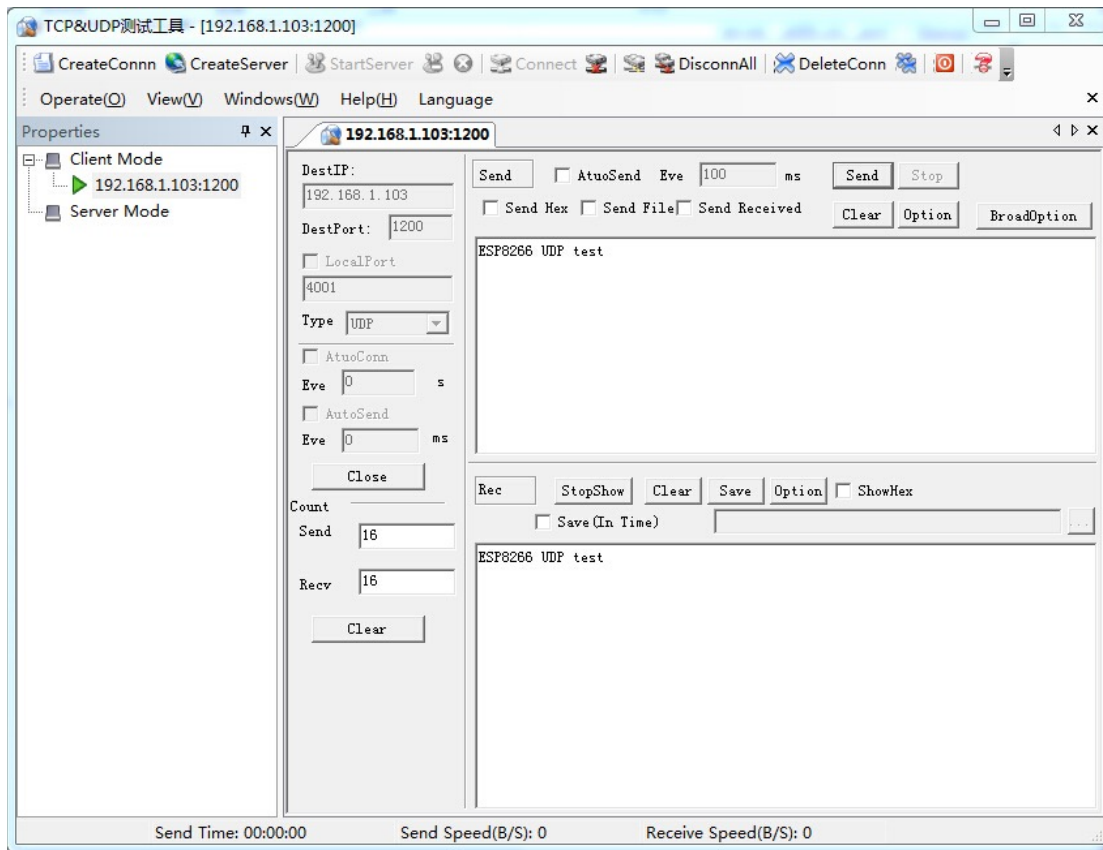 TCP&UDP测试工具 - [192.168.1.103:1200]
CreateConnn CreateServer StartServer Connect DisconnAll DeleteConn
Operate(O) View(V) Windows(W) Help(H) Language
Properties
192.168.1.103:1200
Client Mode
192.168.1.103:1200
Server Mode
DestIP:
192.168.1.103
DestPort: 1200
LocalPort
4001
Type UDP
AtuoConn
Eve 0 s
AutoSend
Eve 0 ms
Close
Count
Send 16
Recv 16
Clear
Send AtuoSend Eve 100 ms Send Stop
Send Hex Send File Send Received Clear Option BroadOption
ESP8266 UDP test
Rec StopShow Clear Save Option ShowHex
Save(In Time) ...
ESP8266 UDP test
Send Time: 00:00:00 Send Speed(B/S): 0 Receive Speed(B/S): 0